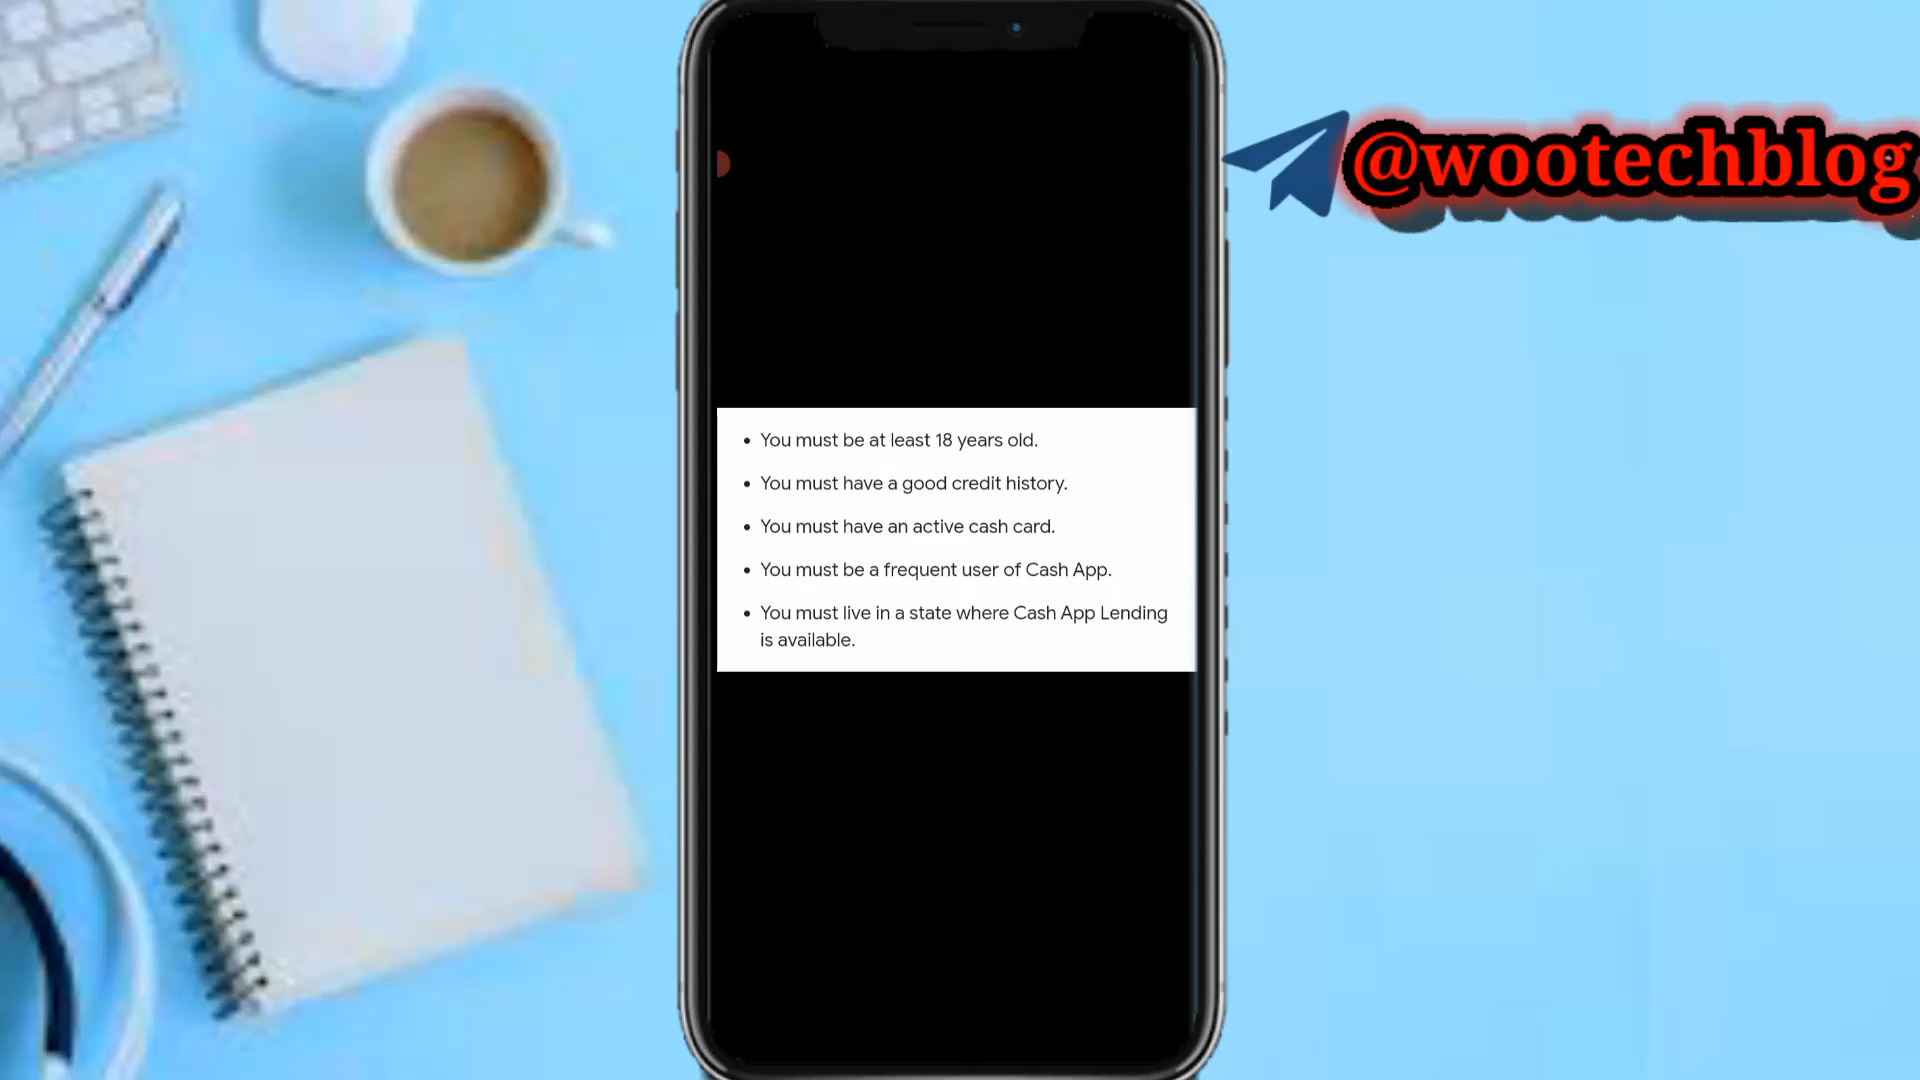 @wootechblog
• You must be at least 18 years old.
• You must have a good credit history.
• You must have an active cash card.
• You must be a frequent user of Cash App.
• You must live in a state where Cash App Lending
is available.